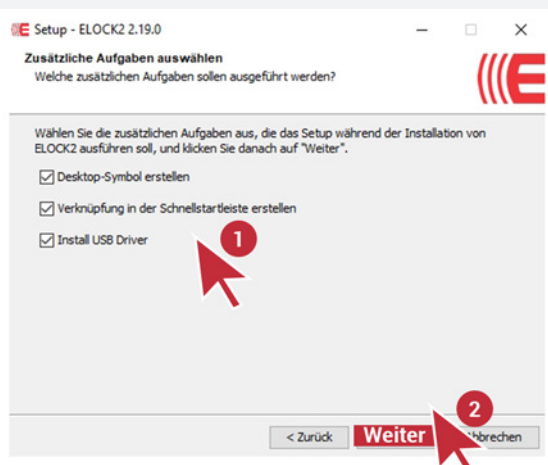 Setup - ELOCK2 2.19.0
Zusätzliche Aufgaben auswählen
Welche zusätzlichen Aufgaben sollen ausgeführt werden?
Wählen Sie die zusätzlichen Aufgaben aus, die das Setup während der Installation von
ELOCK2 ausführen soll, und klicken Sie danach auf "Weiter".
Desktop-Symbol erstellen
Verknüpfung in der Schnellstartleiste erstellen
Install USB Driver
1
2
< Zurück Weiter Abbrechen